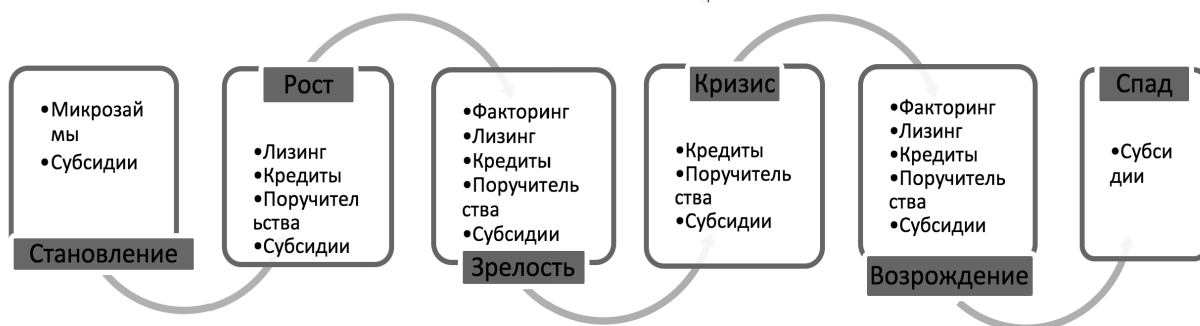 •Микрозай
мы
•Субсидии
Становление
Рост
•Лизинг
•Кредиты
•Поручител
ьства
•Субсидии
•Факторинг
•Лизинг
•Кредиты
•Поручитель
ства
•Субсидии
Зрелость
Кризис
•Кредиты
•Поручитель
ства
•Субсидии
•Факторинг
•Лизинг
•Кредиты
•Поручитель
ства
•Субсидии
Возрождение
Спад
•Субси
дии